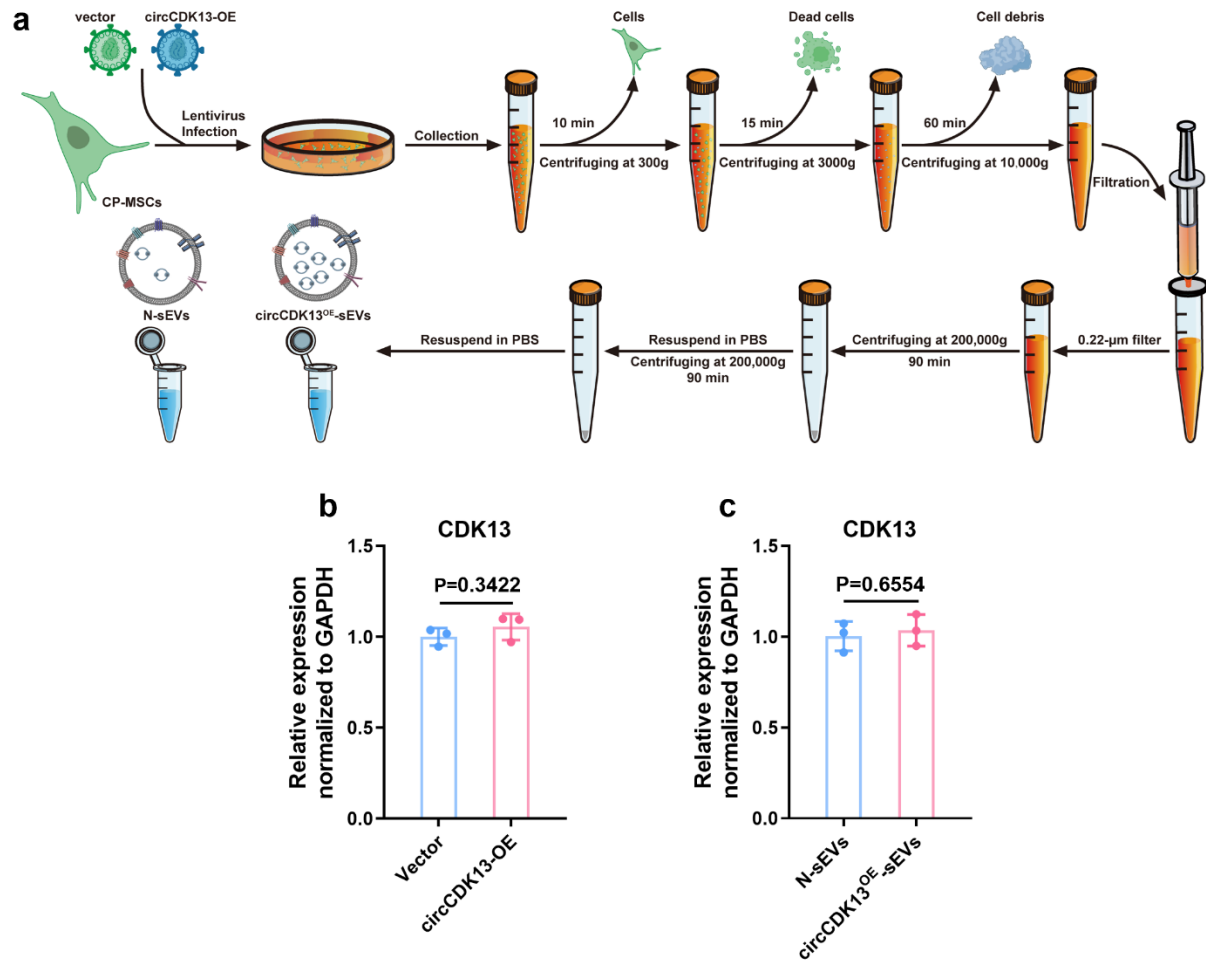 a
vector
circCDK13-OE
Lentivirus
Infection
CP-MSCs
Collection
Cells
10 min
Centrifuging at 300g
Dead cells
15 min
Centrifuging at 3000g
Cell debris
60 min
Centrifuging at 10,000g
Filtration
0.22-μm filter
Centrifuging at 200,000g
90 min
Resuspend in PBS
Centrifuging at 200,000g
90 min
Resuspend in PBS
N-sEVs
circCDK13OE-sEVs
b
CDK13
Relative expression
normalized to GAPDH
1.5
1.0
0.5
0.0
P=0.3422
Vector
circCDK13-OE
c
CDK13
Relative expression
normalized to GAPDH
1.5
1.0
0.5
0.0
P=0.6554
N-sEVs
circCDK13OE-sEVs